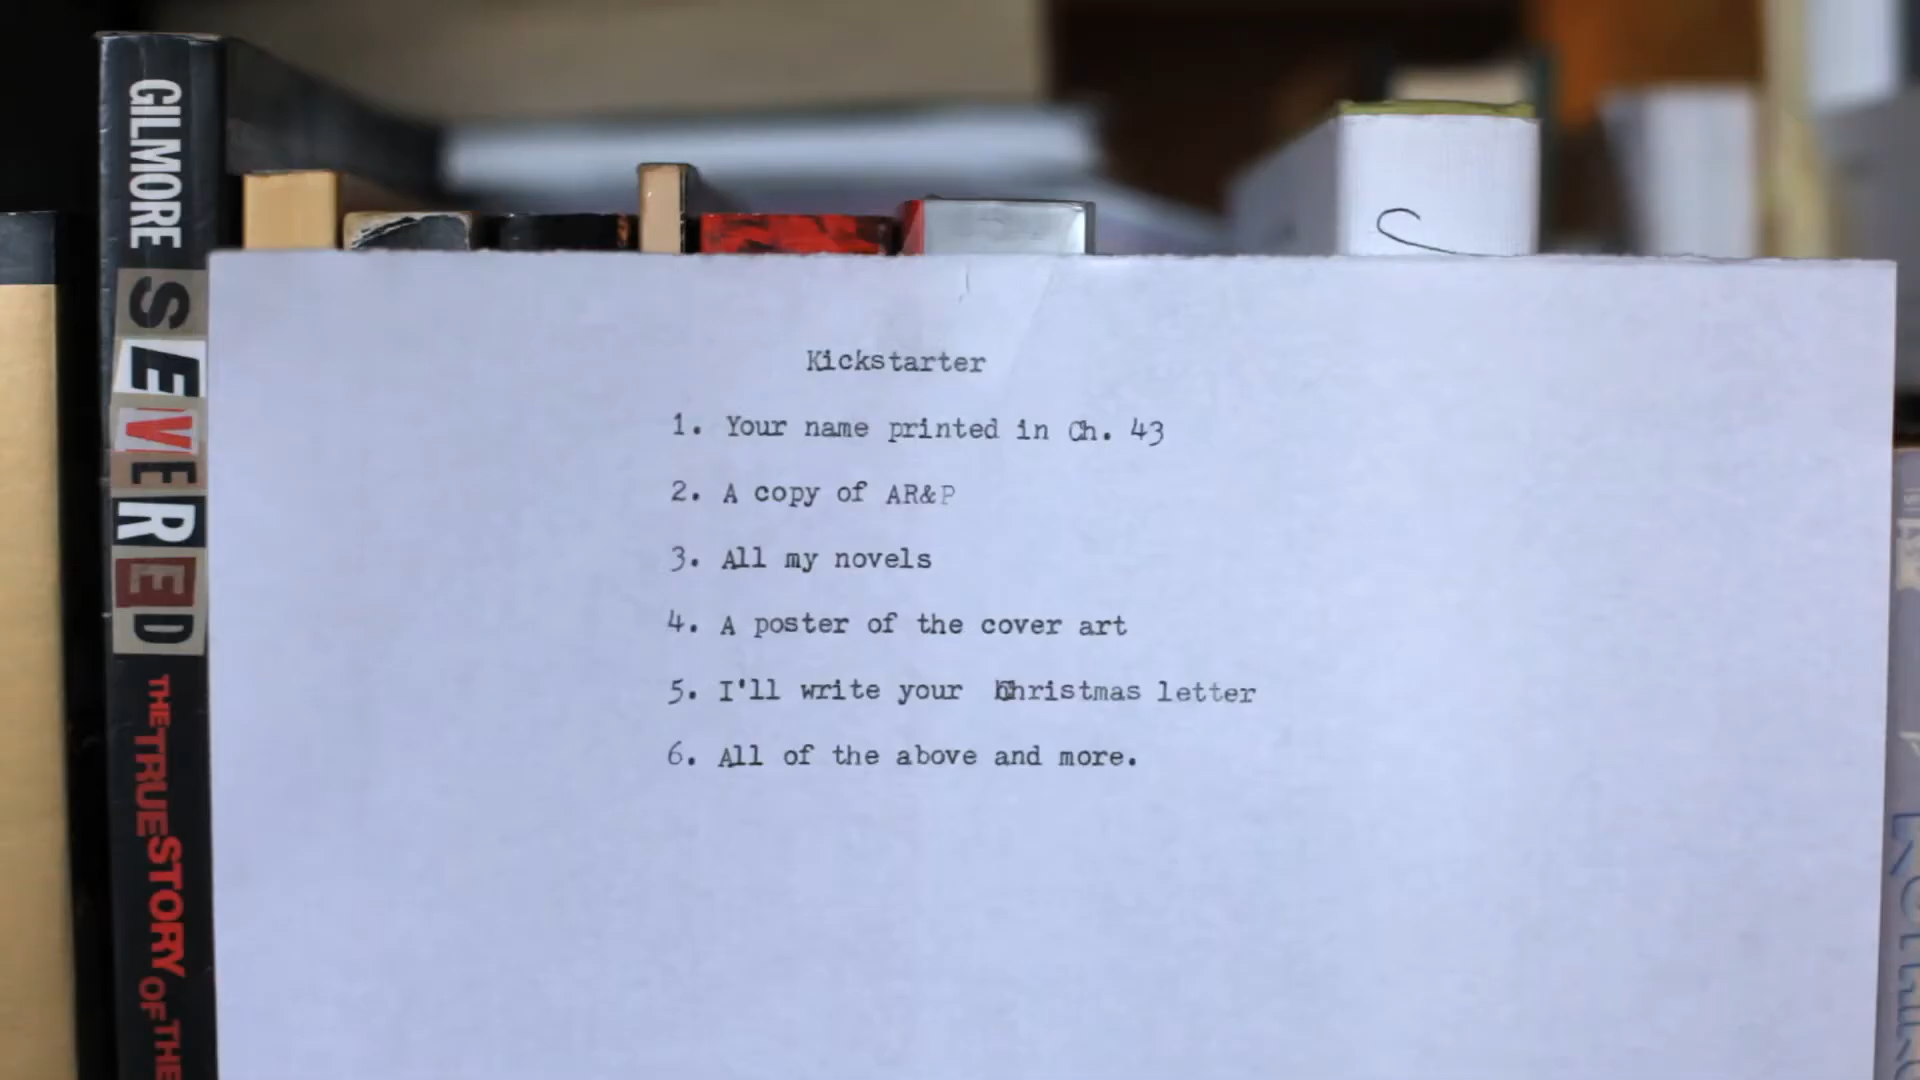 GILMORE
SEVERED
THE TRUE STORY OF THE
Kickstarter
1. Your name printed in Ch. 43
2. A copy of AR&P
3. All my novels
4. A poster of the cover art
5. I'll write your Christmas letter
6. All of the above and more.